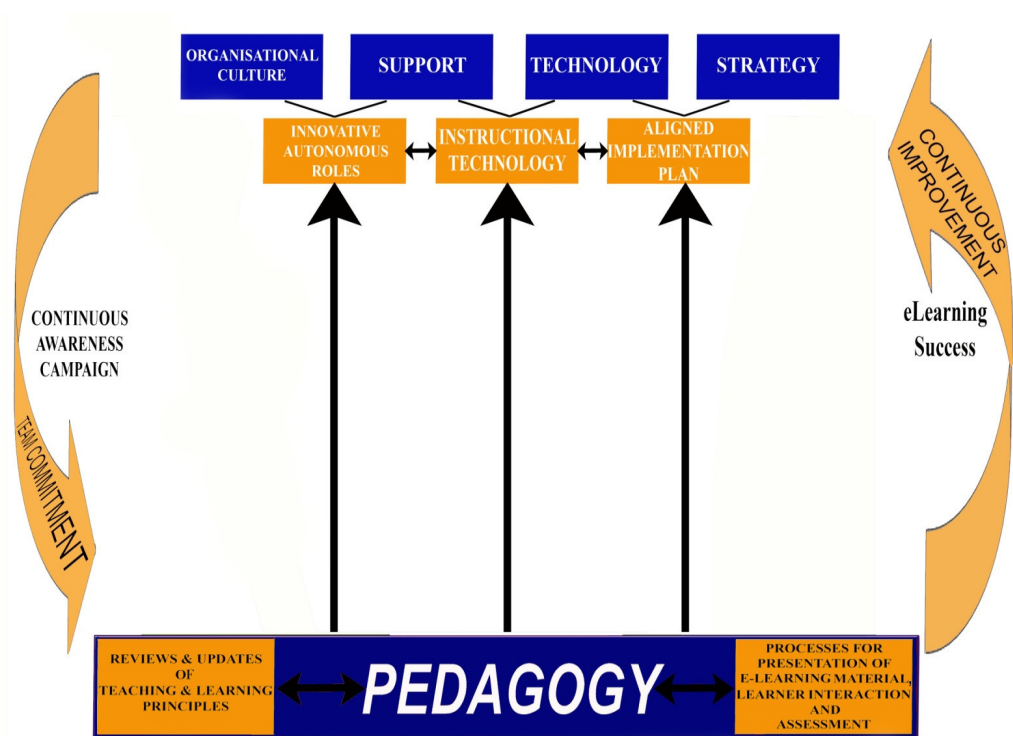 ORGANISATIONAL
CULTURE
SUPPORT
TECHNOLOGY
STRATEGY
INNOVATIVE
AUTONOMOUS
ROLES
INSTRUCTIONAL
TECHNOLOGY
ALIGNED
IMPLEMENTATION
PLAN
CONTINUOUS
IMPROVEMENT
CONTINUOUS
AWARENESS
CAMPAIGN
eLearning
Success
TEAM COMMITMENT
REVIEWS & UPDATES
OF
TEACHING & LEARNING
PRINCIPLES
PEDAGOGY
PROCESSES FOR
PRESENTATION OF
E-LEARNING MATERIAL,
LEARNER INTERACTION
AND
ASSESSMENT